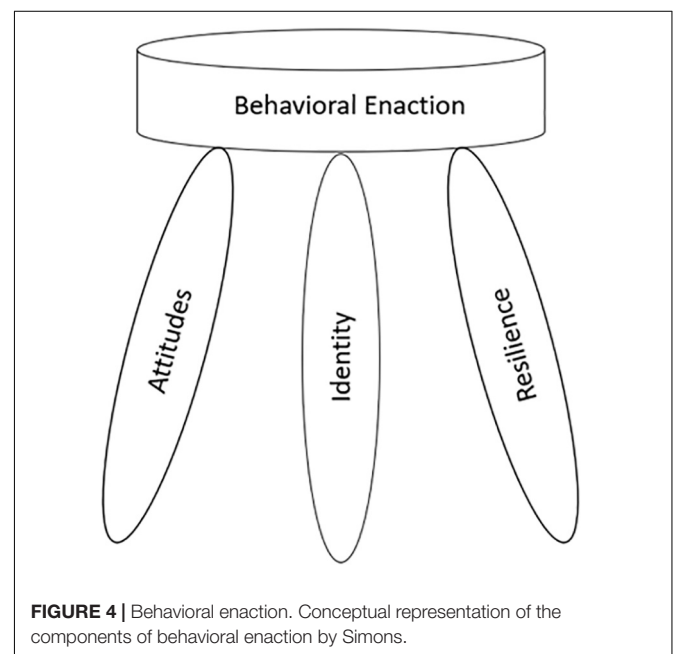 Behavioral Enaction
Attitudes
Identity
Resilience
FIGURE 4 | Behavioral enaction. Conceptual representation of the
components of behavioral enaction by Simons.